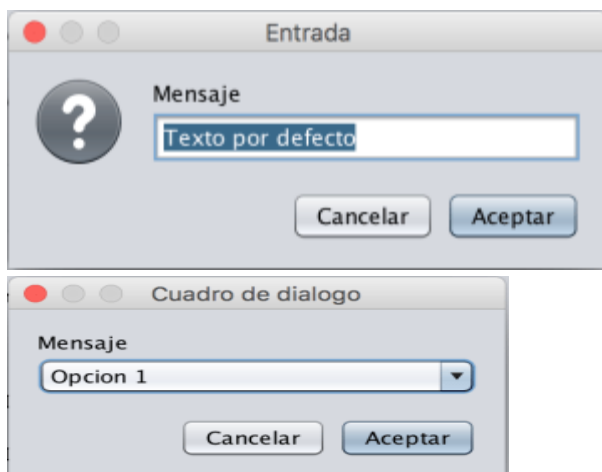 Entrada
?
Mensaje
Texto por defecto
Cancelar Aceptar
Cuadro de dialogo
Mensaje
Opcion 1
Cancelar Aceptar